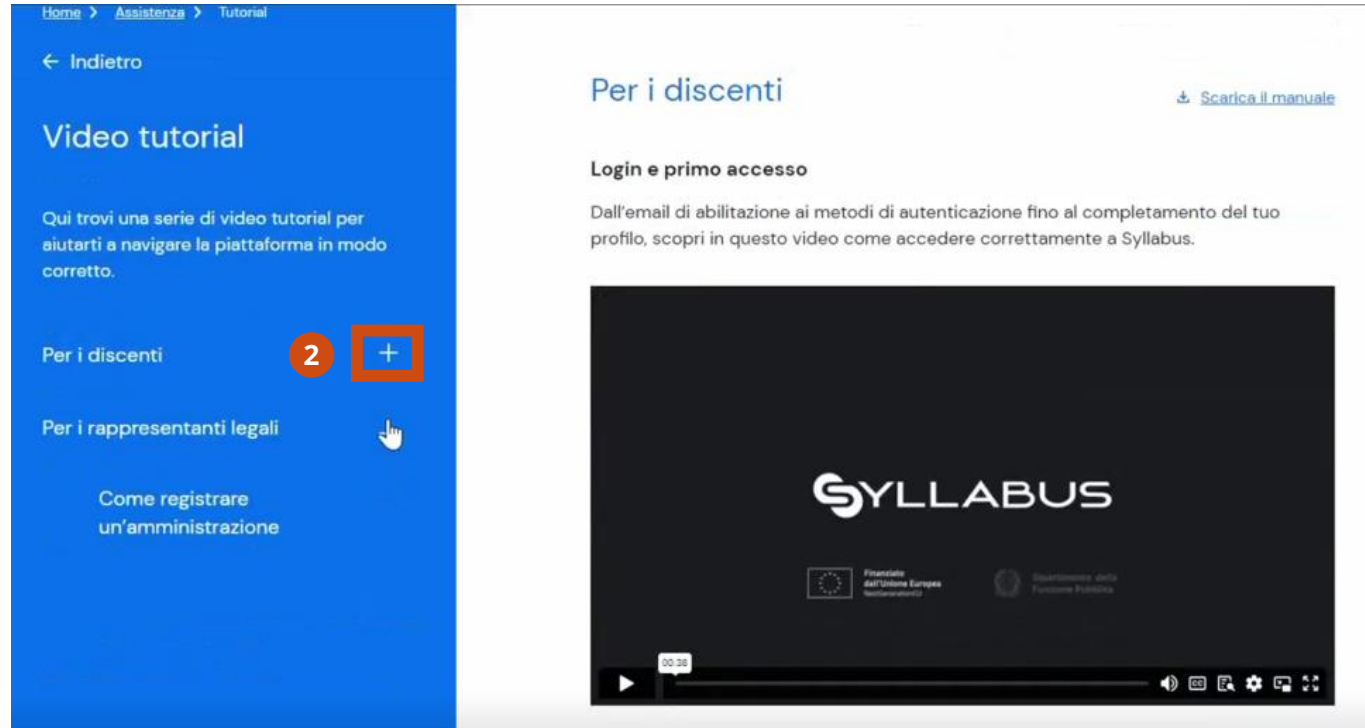 Home > Assistenza > Tutorial
← Indietro
Video tutorial
Qui trovi una serie di video tutorial per
aiutarti a navigare la piattaforma in modo
corretto.
Per i discenti
2
+
Per i rappresentanti legali
Come registrare
un'amministrazione
Per i discenti
Scarica il manuale
Login e primo accesso
Dall'email di abilitazione ai metodi di autenticazione fino al completamento del tuo
profilo, scopri in questo video come accedere correttamente a Syllabus.
SYLLABUS
Finanziato
dall'Unione Europea
NextGenerationEU
Dipartimento della
Funzione Pubblica
00:38
CC